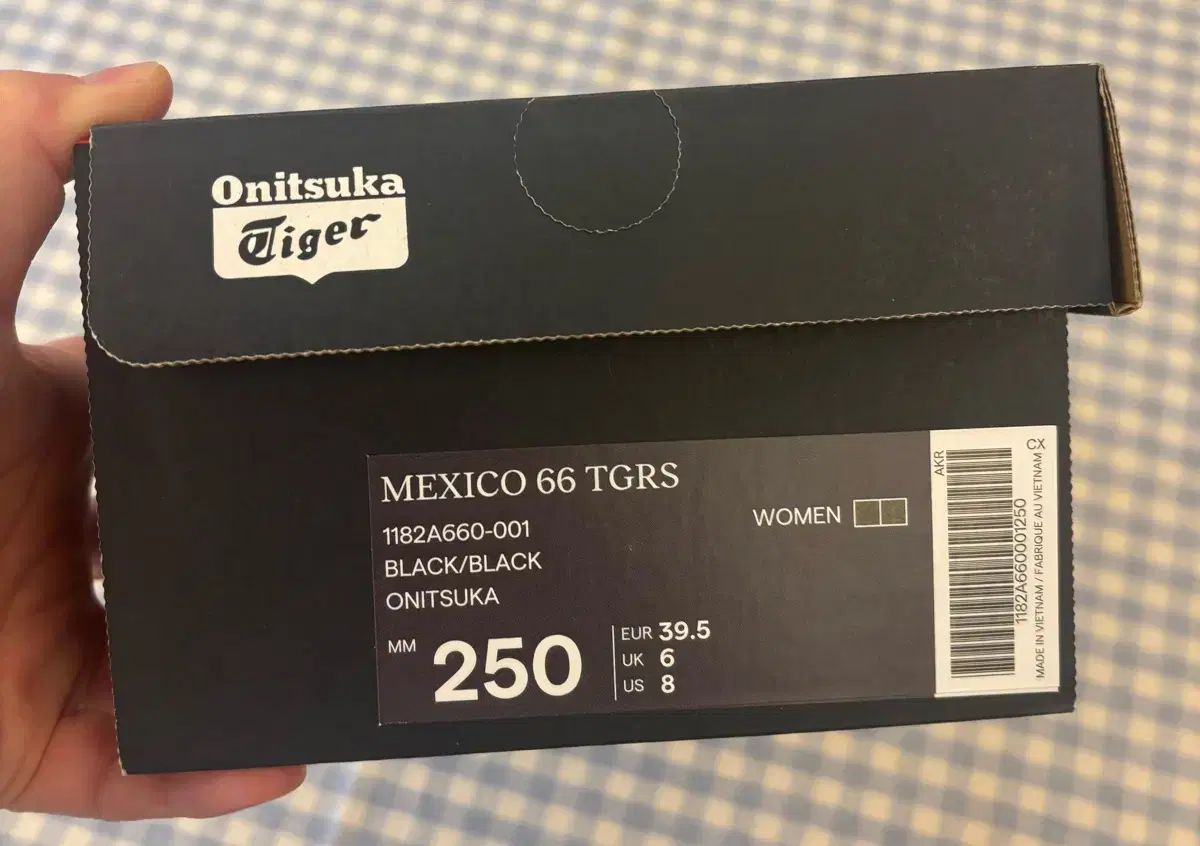 Onitsuka
Tiger
MEXICO 66 TGRS
1182A660-001
BLACK/BLACK
ONITSUKA
WOMEN
MM 250
EUR 39.5
UK 6
US 8
AKR
CX
1182A660001250
MADE IN VIETNAM / FABRIQUE AU VIETNAM